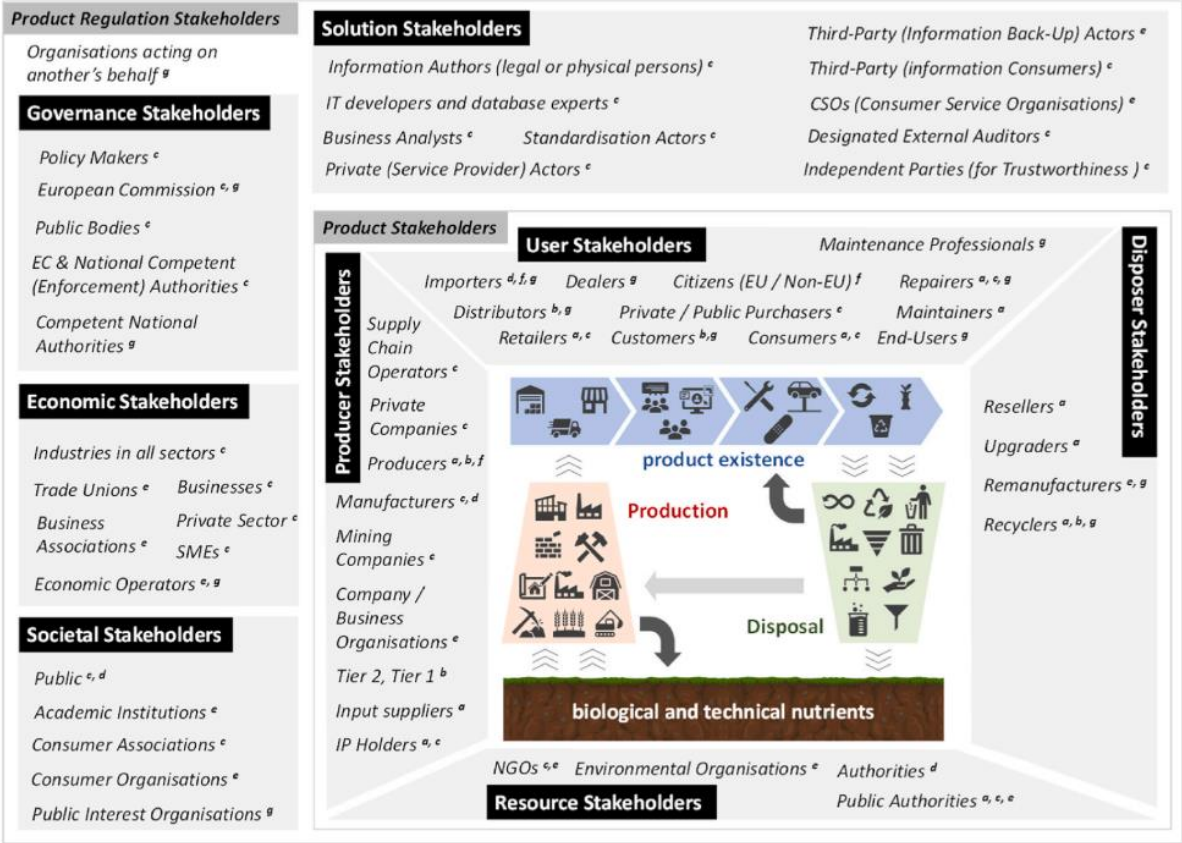 Product Regulation Stakeholders
Organisations acting on
another's behalf g
Governance Stakeholders
Policy Makers c
European Commission c, g
Public Bodies c
EC & National Competent
(Enforcement) Authorities c
Competent National
Authorities g
Economic Stakeholders
Industries in all sectors c
Trade Unions e
Businesses e
Business
Associations e
Private Sector c
SMEs c
Economic Operators e, g
Societal Stakeholders
Public c, d
Academic Institutions e
Consumer Associations c
Consumer Organisations e
Public Interest Organisations g
Solution Stakeholders
Information Authors (legal or physical persons) c
IT developers and database experts c
Business Analysts c
Standardisation Actors c
Private (Service Provider) Actors c
Third-Party (Information Back-Up) Actors e
Third-Party (information Consumers) c
CSOs (Consumer Service Organisations) e
Designated External Auditors c
Independent Parties (for Trustworthiness ) c
Product Stakeholders
User Stakeholders
Maintenance Professionals g
Importers d, f, g
Dealers g
Citizens (EU / Non-EU) f
Repairers a, c, g
Distributors b, g
Private / Public Purchasers c
Maintainers a
Retailers a, c
Customers b,g
Consumers a, c
End-Users g
Producer Stakeholders
Supply
Chain
Operators c
Private
Companies c
Producers a, b, f
Manufacturers c, d
Mining
Companies c
Company /
Business
Organisations e
Tier 2, Tier 1 b
Input suppliers a
IP Holders a, c
product existence
Production
Disposal
biological and technical nutrients
Disposer Stakeholders
Resellers a
Upgraders a
Remanufacturers e, g
Recyclers a, b, g
NGOs c,e
Environmental Organisations e
Authorities d
Public Authorities a, c, e
Resource Stakeholders